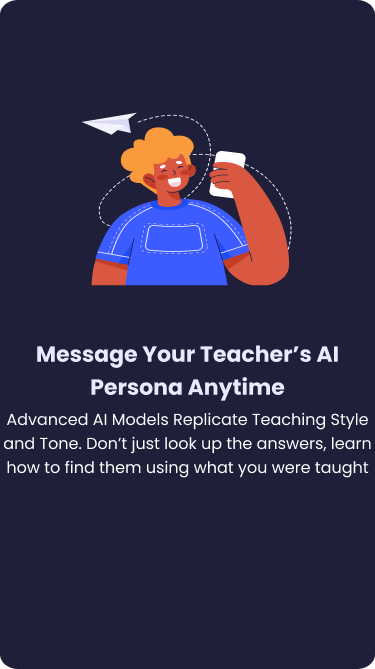 Message Your Teacher’s AI
Persona Anytime
Advanced AI Models Replicate Teaching Style
and Tone. Don’t just look up the answers, learn
how to find them using what you were taught